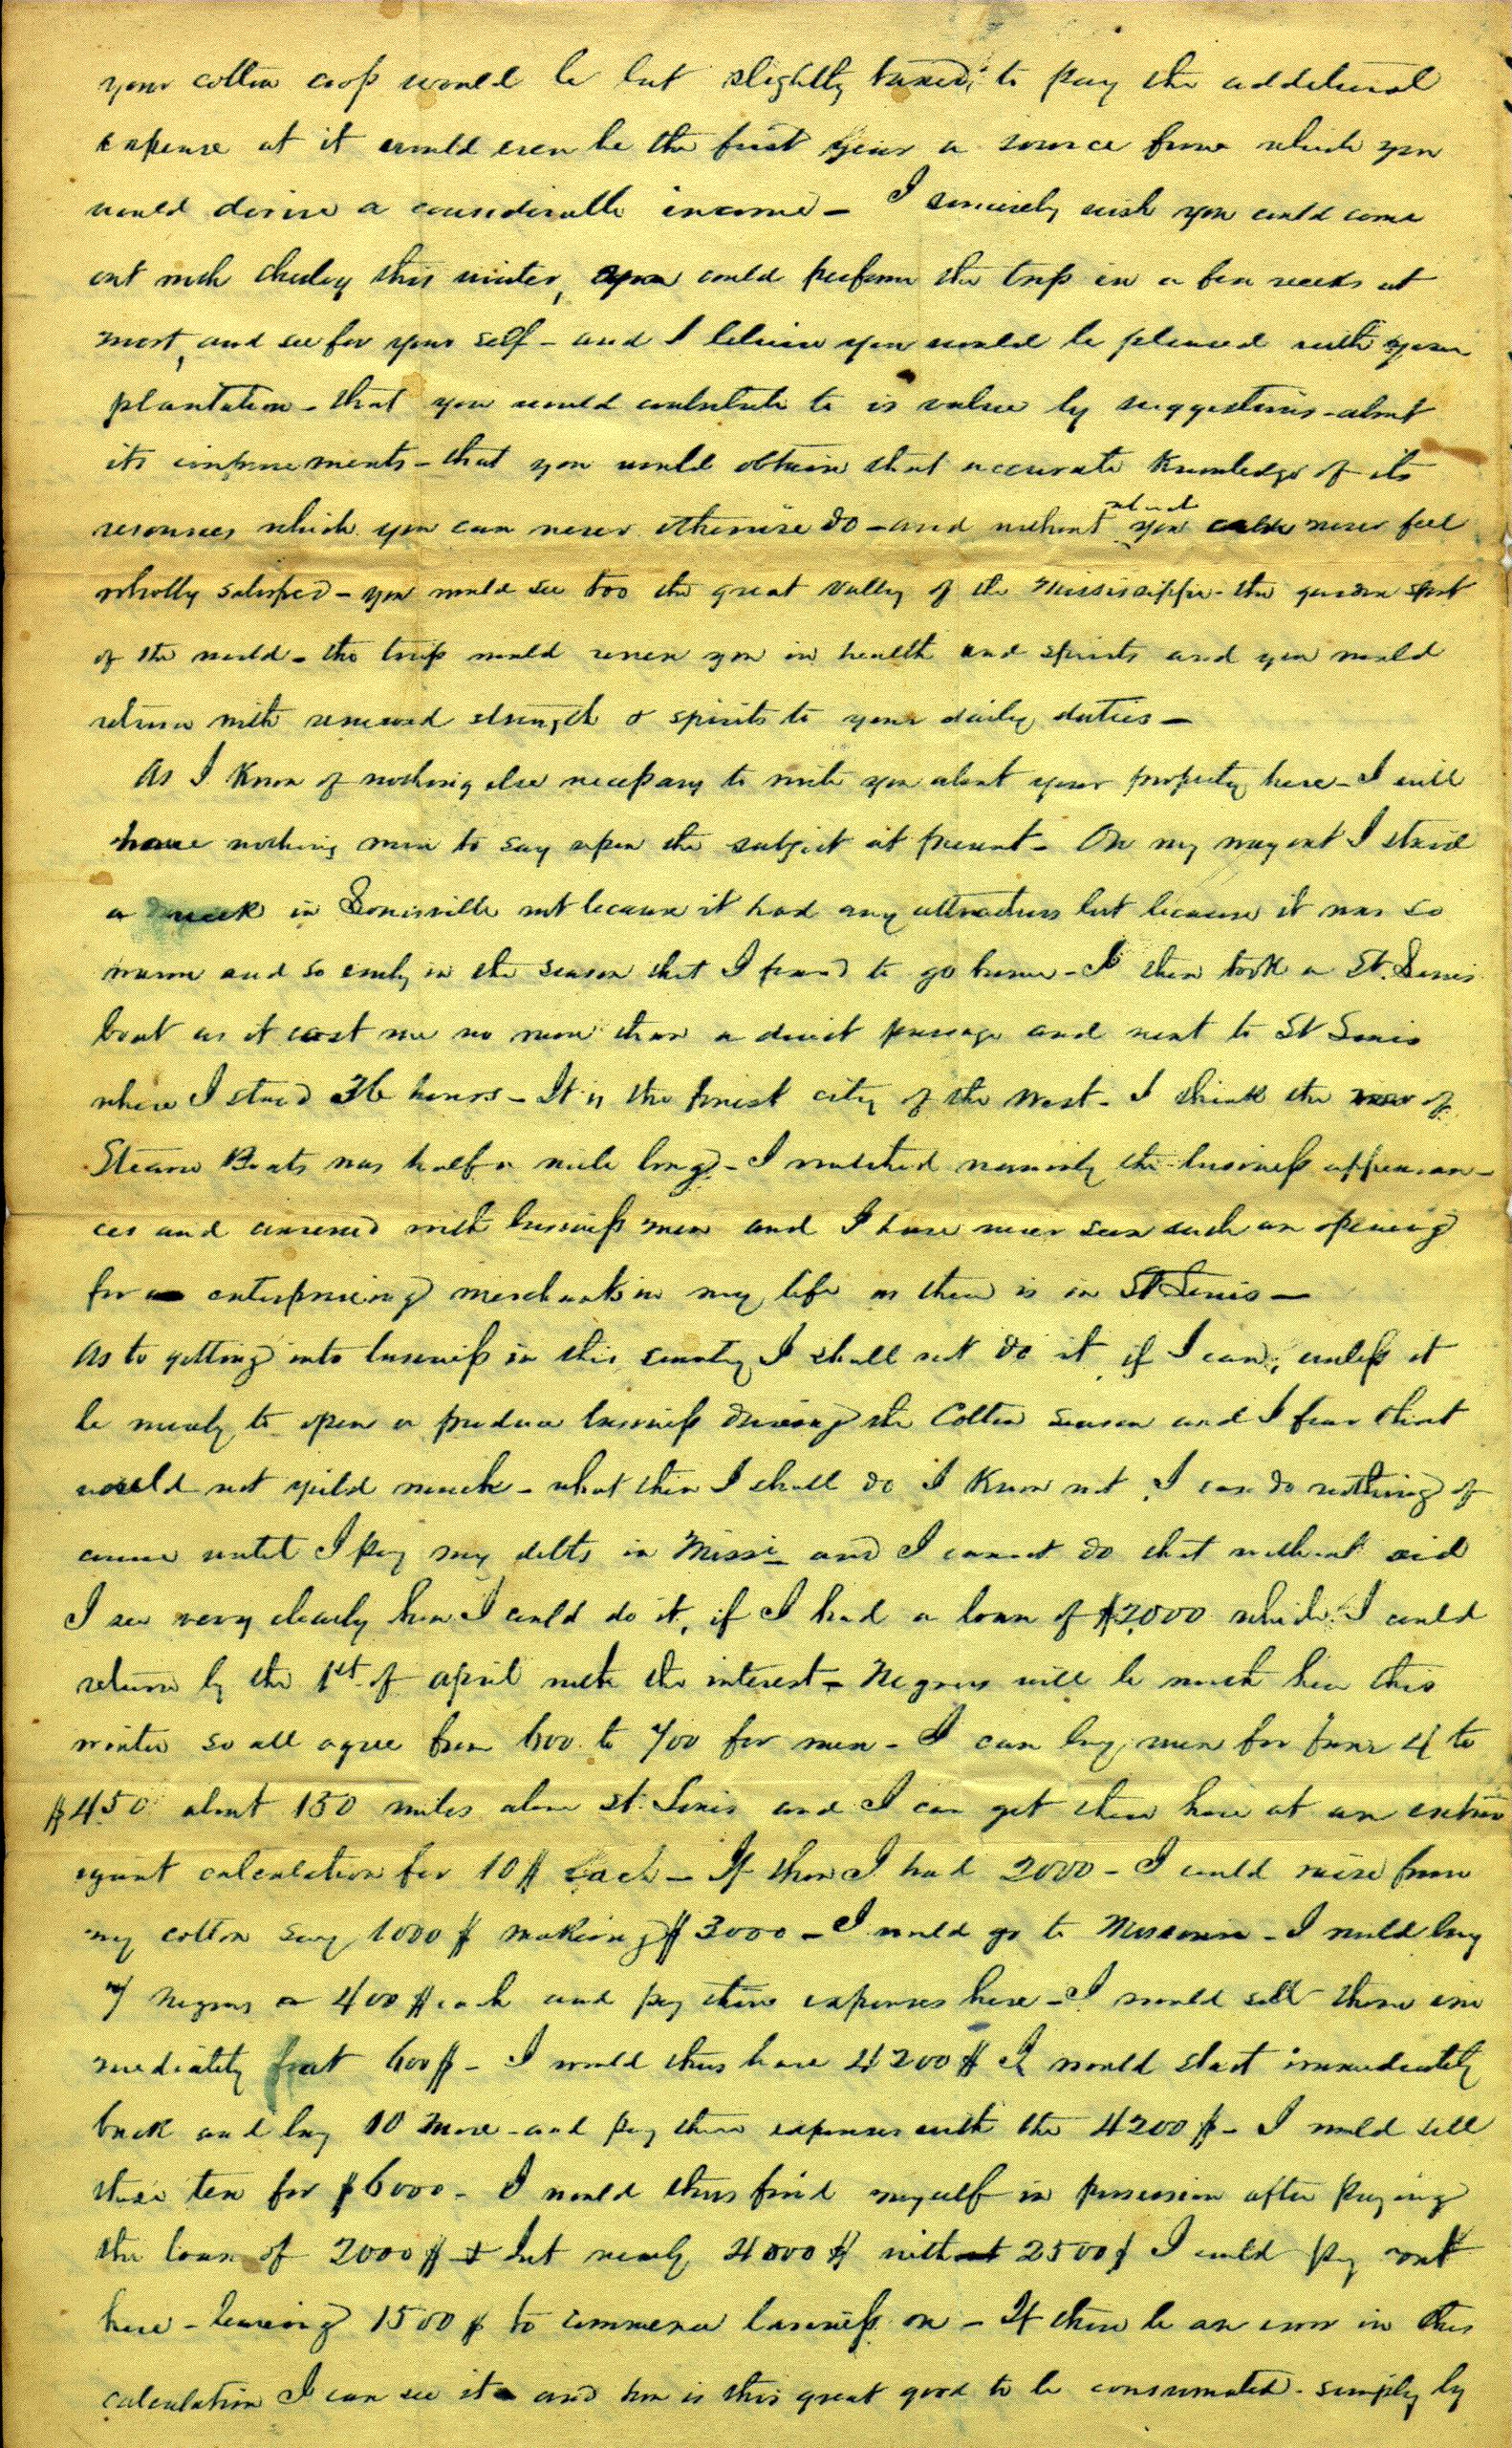 your cotton crop would be but slightly taxed, to pay the additional
expense at it would even be the first year a source from which you
would derive a considerable income - I sincerely wish you could come
out with this winter, you could perform the trip in a few weeks at
most, and see for your self - and I believe you would be pleased with your
plantation - that you would contribute to is value by suggestions - about
its improvements - that you would obtain that accurate Knowledge of its
resources which you can never otherwise do - and without which you can never feel
wholly satisfied - you would see too the great vally of the Mississippi - the garden spot
of the world - the trip would renew you in health and spirits and you would
return with renewed strength & spirits to your daily duties -
As I Know of nothing else necessary to write you about your property here - I will
have nothing more to say upon the subject at present - On my way out I staid
a week in Louisville not because it had any attractions but because it was so
warm and so early in the season that I feared to go home - I then took a St. Louis
boat as it cost me no more than a direct passage and went to St Louis
where I staid 36 hours - It is the finest city of the West - I think the row of
Steam Boats was half a mile long - I watched narrowly the business appearan-
ces and conversed with business men and I have never seen such an opening
for enterprising merchants in my life as there is in St Louis -
As to getting into business in this country I shall not do it, if I can, unless it
be merely to open a produce business during the Cotton season and I fear that
would not yeild much - what then I shall do I Know not, I can do nothing of
course until I pay my debts in Missi and I cannot do that without aid
I see very clearly how I could do it, if I had a loan of $2,000 which I could
return by the 1st of april with the interest - Negroes will be worth here this
winter so all agree from 600 to 700 for men - I can buy men for from 4 to
$450 about 150 miles above St. Louis and I can get them here at an extrav
agant calculation for 10$ each - If then I had 2000 - I could raise from
my cotton say 1000$ making $3000 - I would go to Missouri - I would buy
7 Negroes a 400$ each and pay their expenses here - I would sell them im
mediately at 600$ - I would thus have 4200$ I would start immediately
back and buy 10 more - and pay their expenses with the 4200$ - I would sell
these ten for $6000 - I would thus find myself in possession after paying
the loan of 2000$ & Int nearly 4000$ with 2500$ I could pay out
here - leaving 1500$ to commence business on - If there be an error in this
calculation I can see it and how is this great good to be consumated - simply by